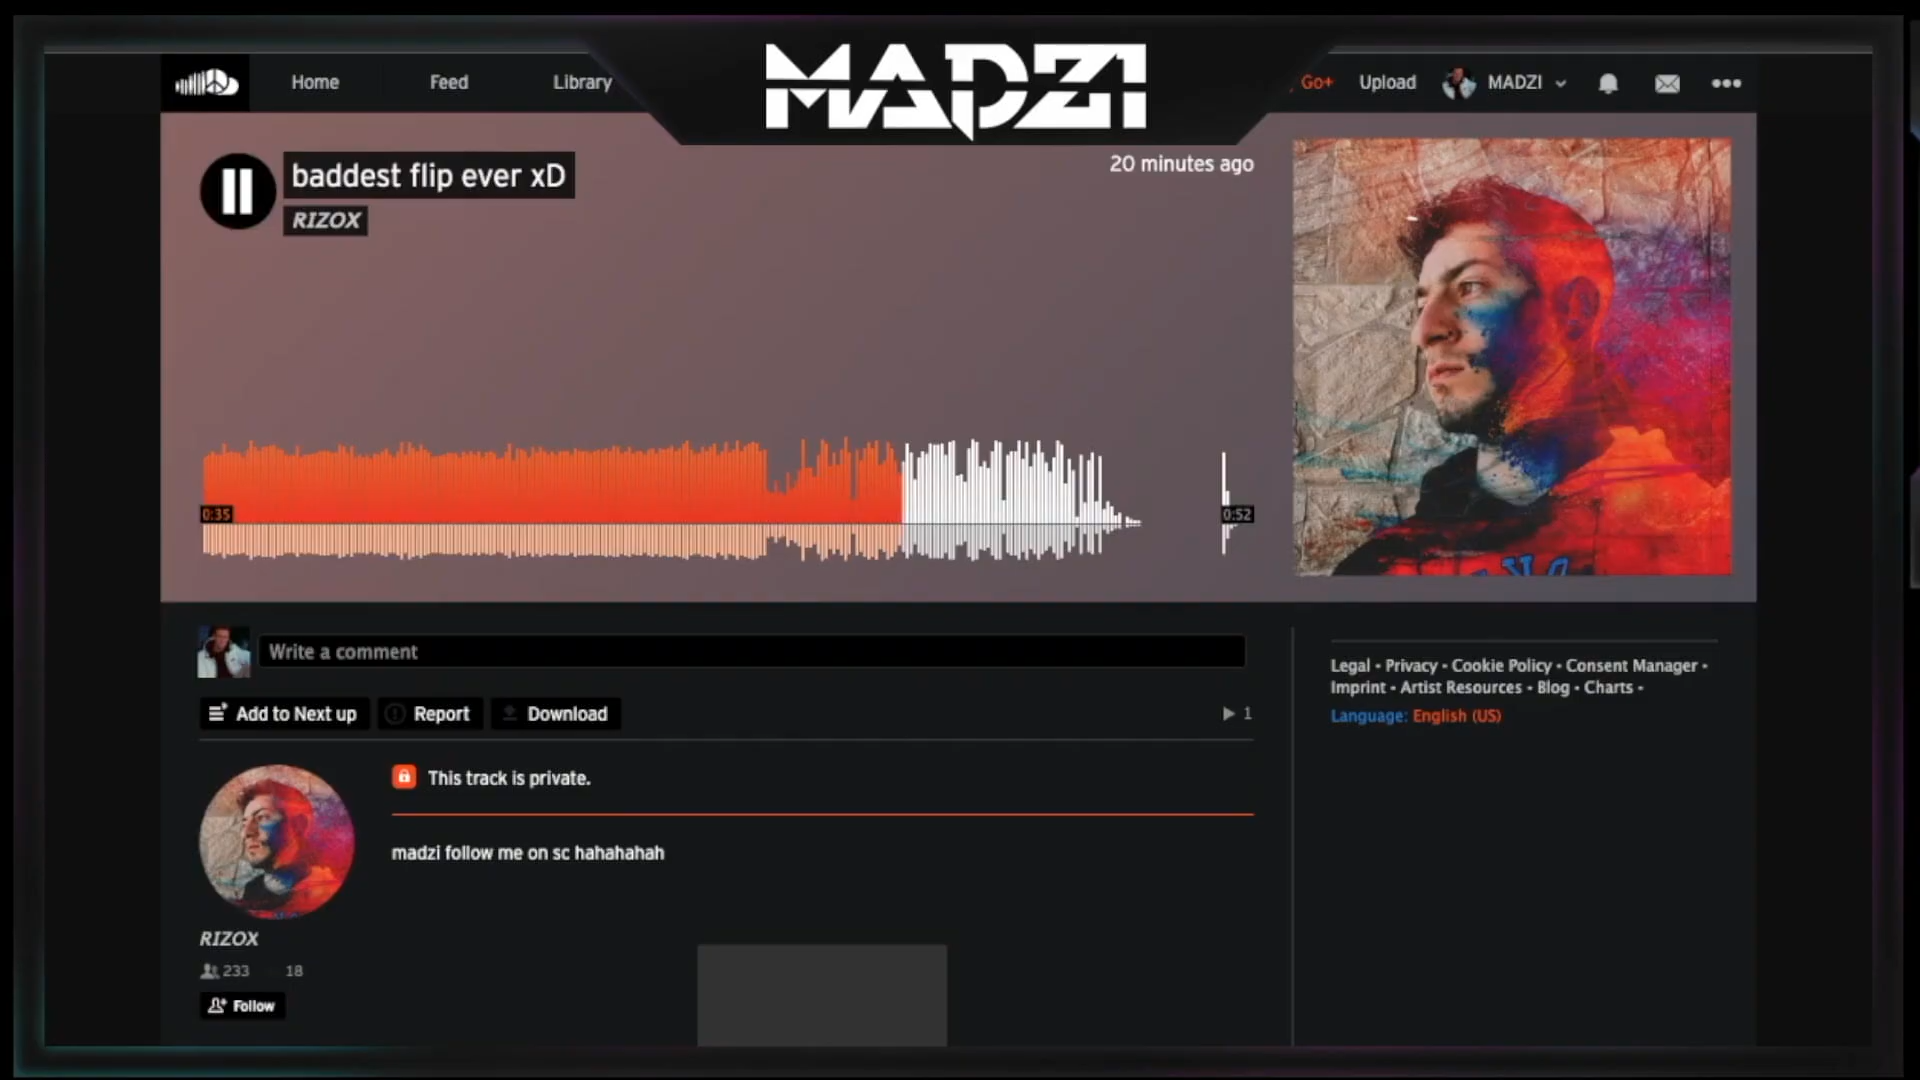 MADZI
Home
Feed
Library
Go+
Upload
MADZI
baddest flip ever xD
RIZOX
20 minutes ago
0:35
0:52
Write a comment
Add to Next up
Report
Download
1
This track is private.
madzi follow me on sc hahahahah
RIZOX
233
18
Follow
Legal - Privacy - Cookie Policy - Consent Manager -
Imprint - Artist Resources - Blog - Charts -
Language: English (US)